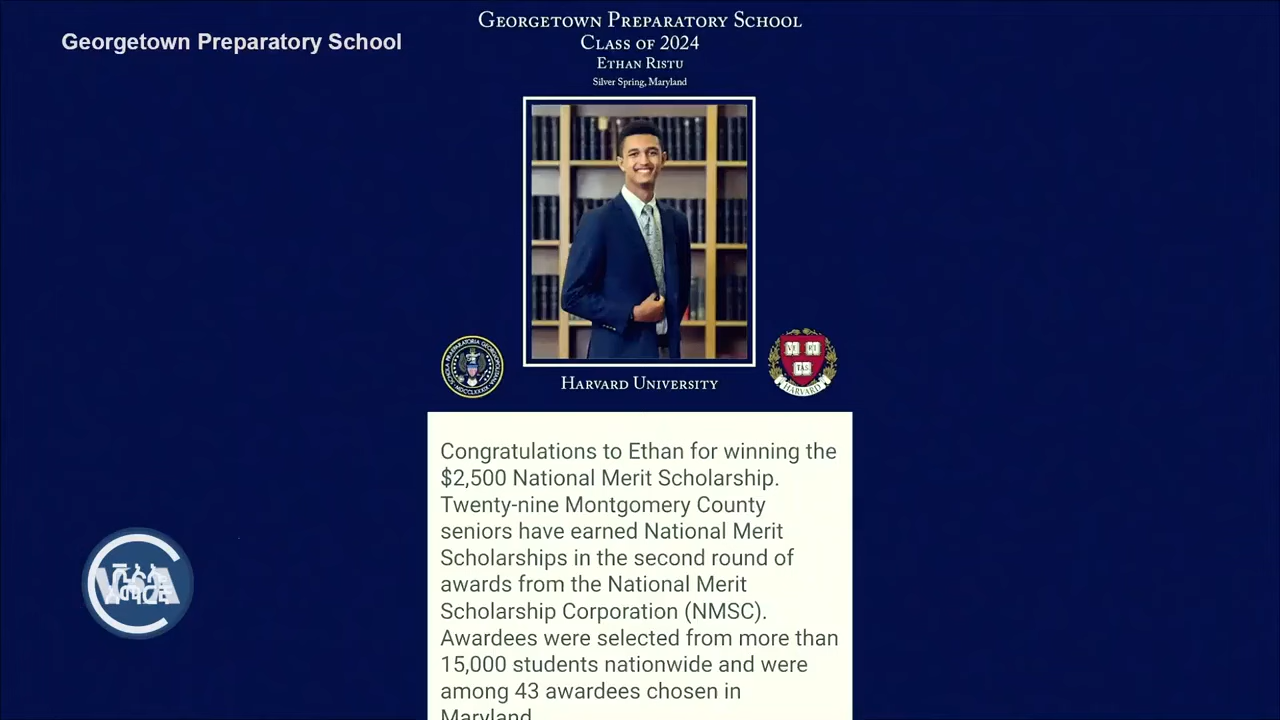 Georgetown Preparatory School
Georgetown Preparatory School
Class of 2024
Ethan Ristu
Silver Spring, Maryland
Harvard University
HARVARD
Congratulations to Ethan for winning the
$2,500 National Merit Scholarship.
Twenty-nine Montgomery County
seniors have earned National Merit
Scholarships in the second round of
awards from the National Merit
Scholarship Corporation (NMSC).
Awardees were selected from more than
15,000 students nationwide and were
among 43 awardees chosen in
Maryland